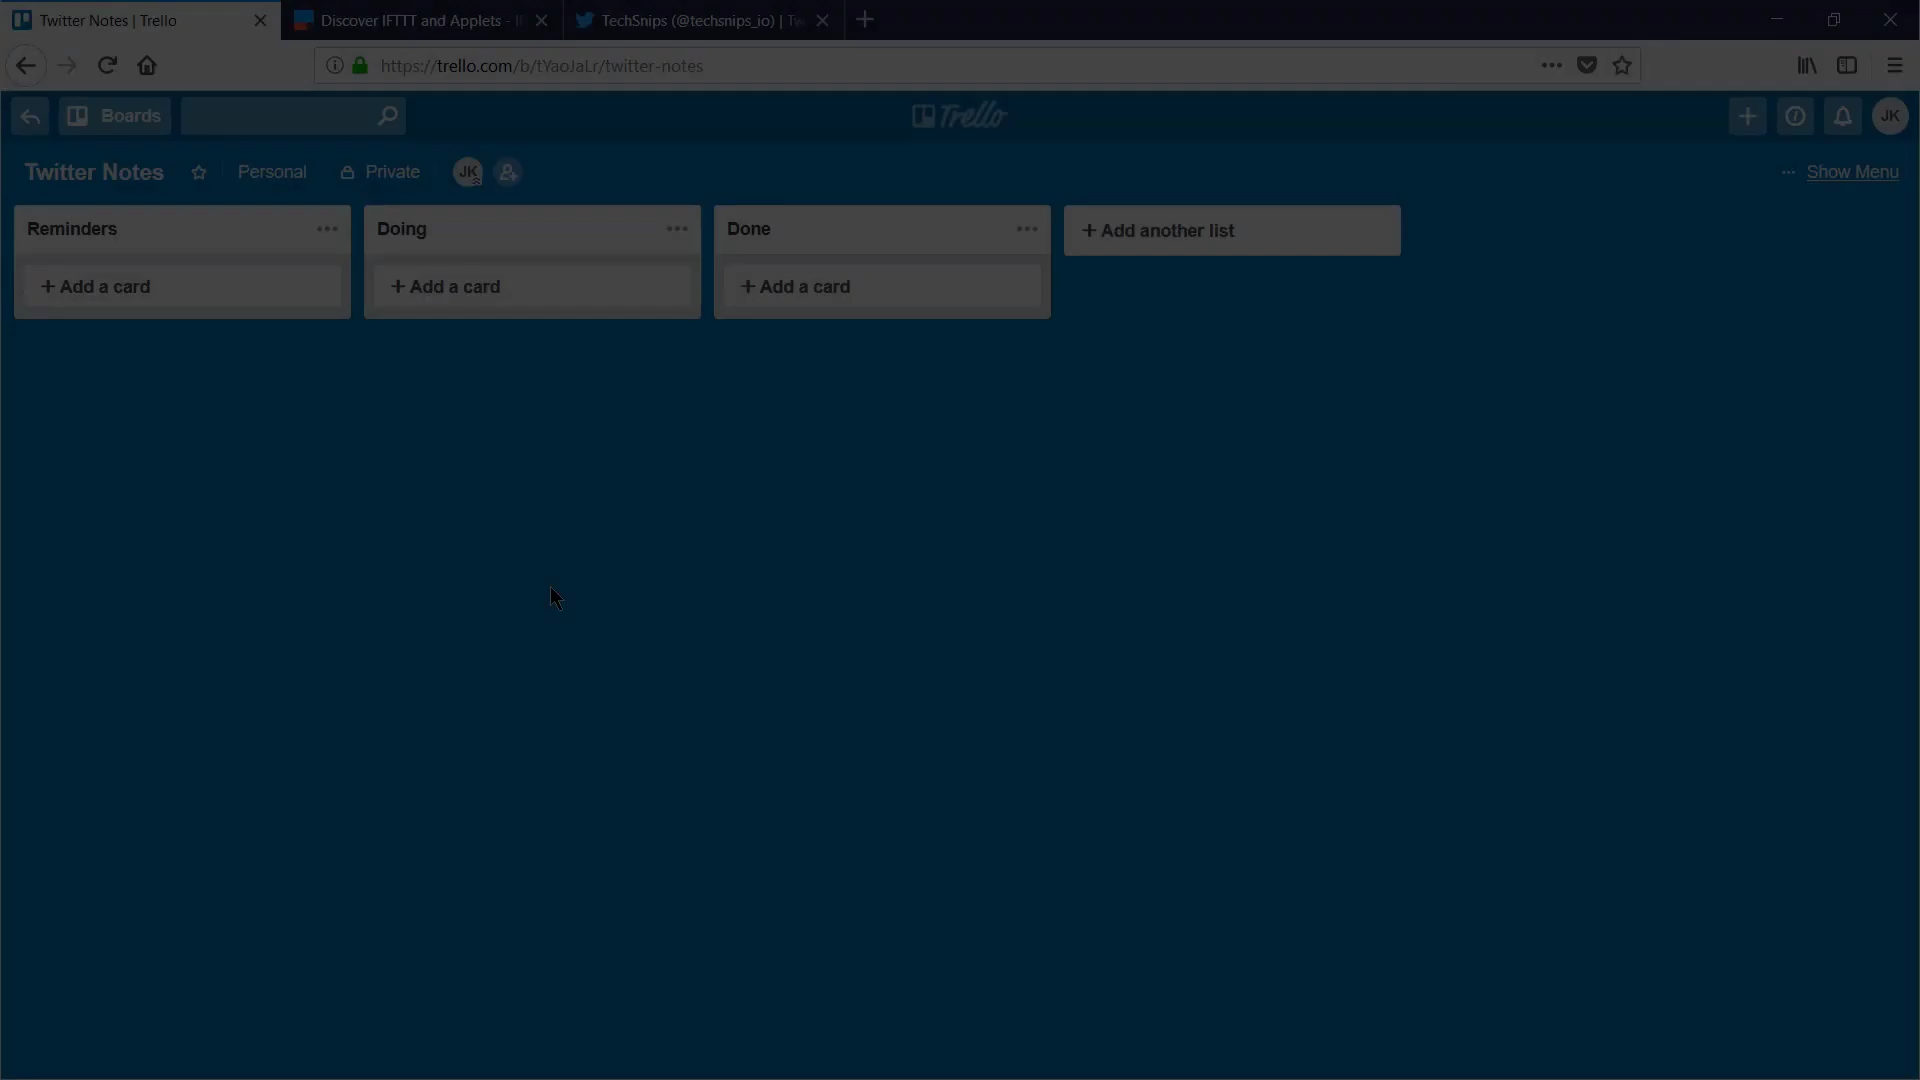 Twitter Notes | Trello
Discover IFTTT and Applets - I
TechSnips (@techsnips_io) | Tw
https://trello.com/b/tYaoJaLr/twitter-notes
Boards
Trello
JK
Twitter Notes
Personal
Private
JK
... Show Menu
Reminders
Doing
Done
+ Add another list
+ Add a card
+ Add a card
+ Add a card